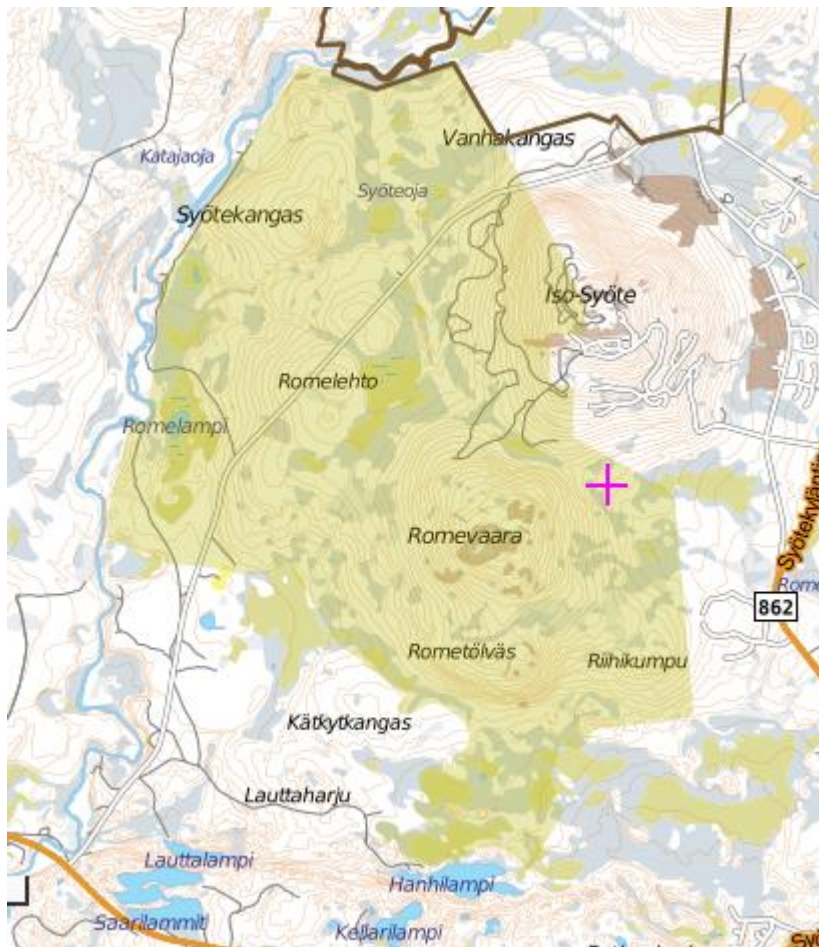 Vanhakangas
Katajaoja
Syöteoja
Syötekangas
Iso-Syöte
Romelehto
Romelampi
Romevaara
862
Rometölväs
Riihikumpu
Kätkytkangas
Lauttaharju
Lauttalampi
Hanhilampi
Saarilammit
Kellarilampi